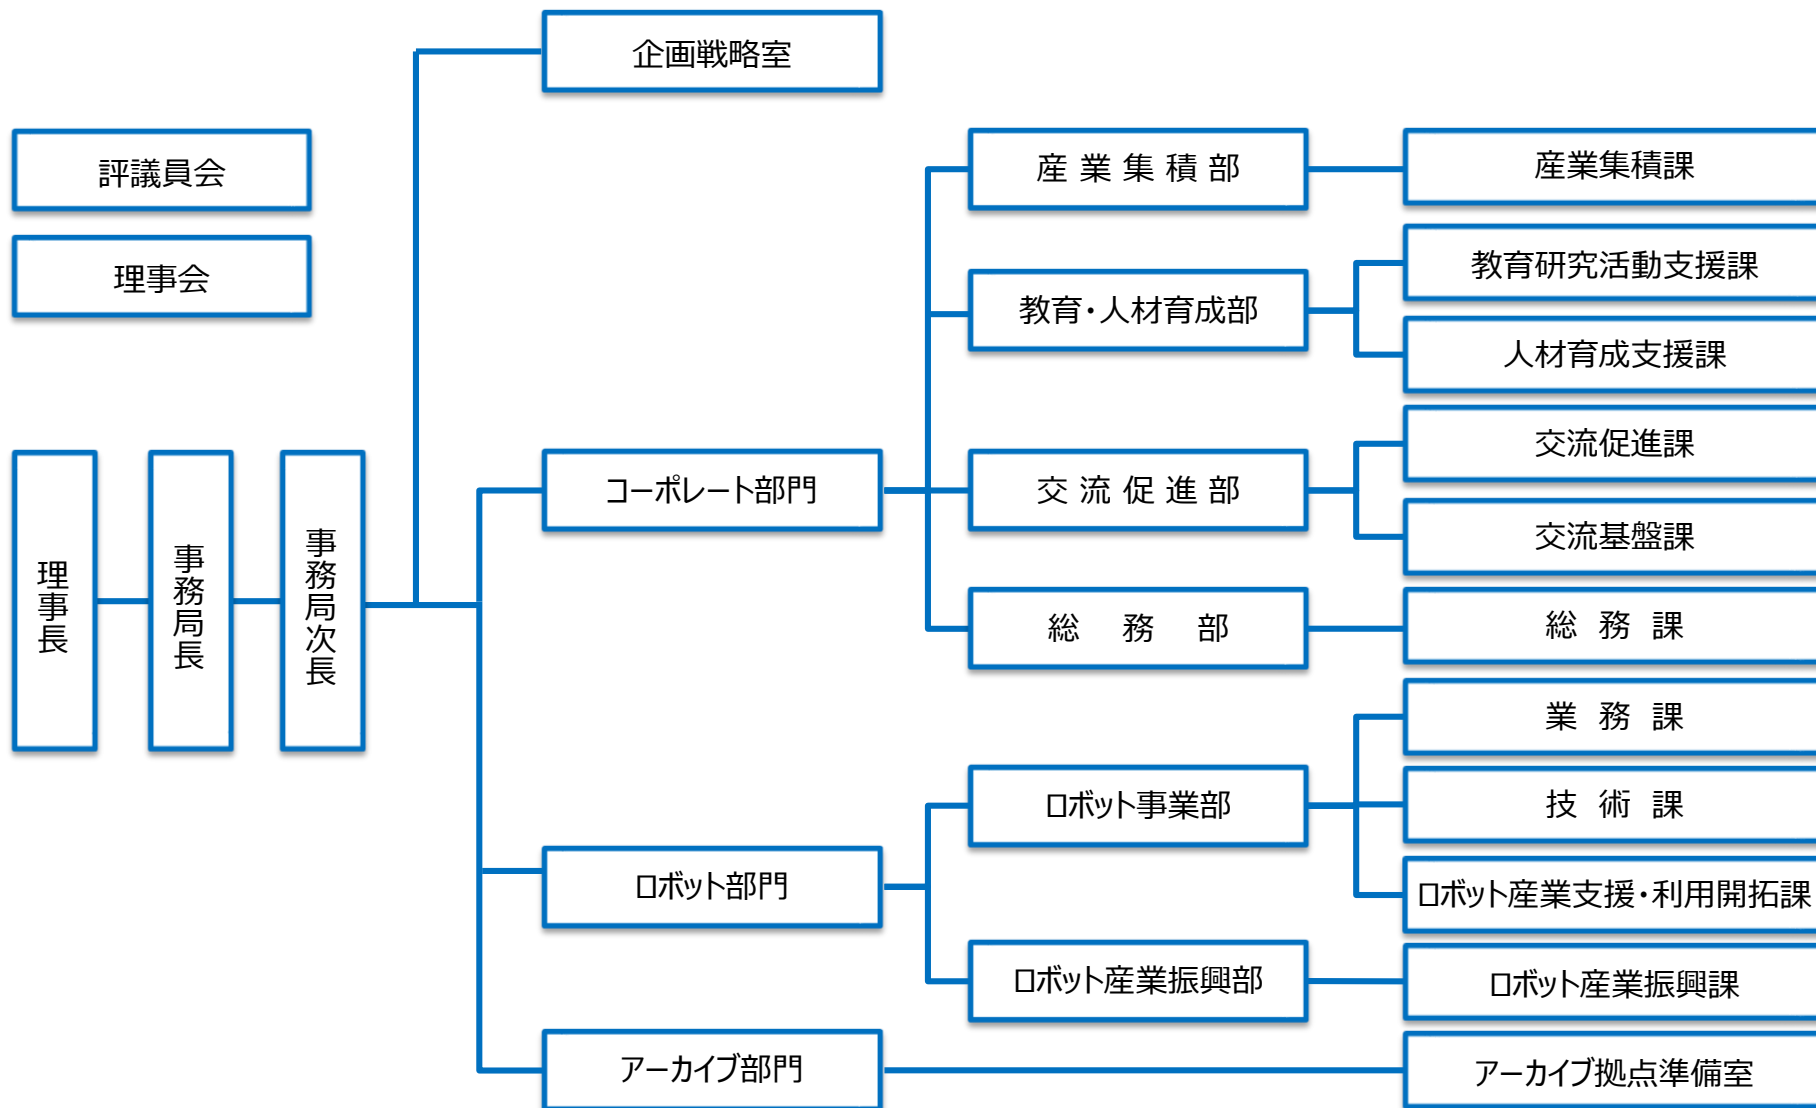 企画戦略室
評議員会
理事会
理事長
事務局長
事務局次長
コーポレート部門
産業集積部
産業集積課
教育・人材育成部
教育研究活動支援課
人材育成支援課
交流促進部
交流促進課
交流基盤課
総務部
総務課
ロボット部門
ロボット事業部
業務課
技術課
ロボット産業支援・利用開拓課
ロボット産業振興部
ロボット産業振興課
アーカイブ部門
アーカイブ拠点準備室